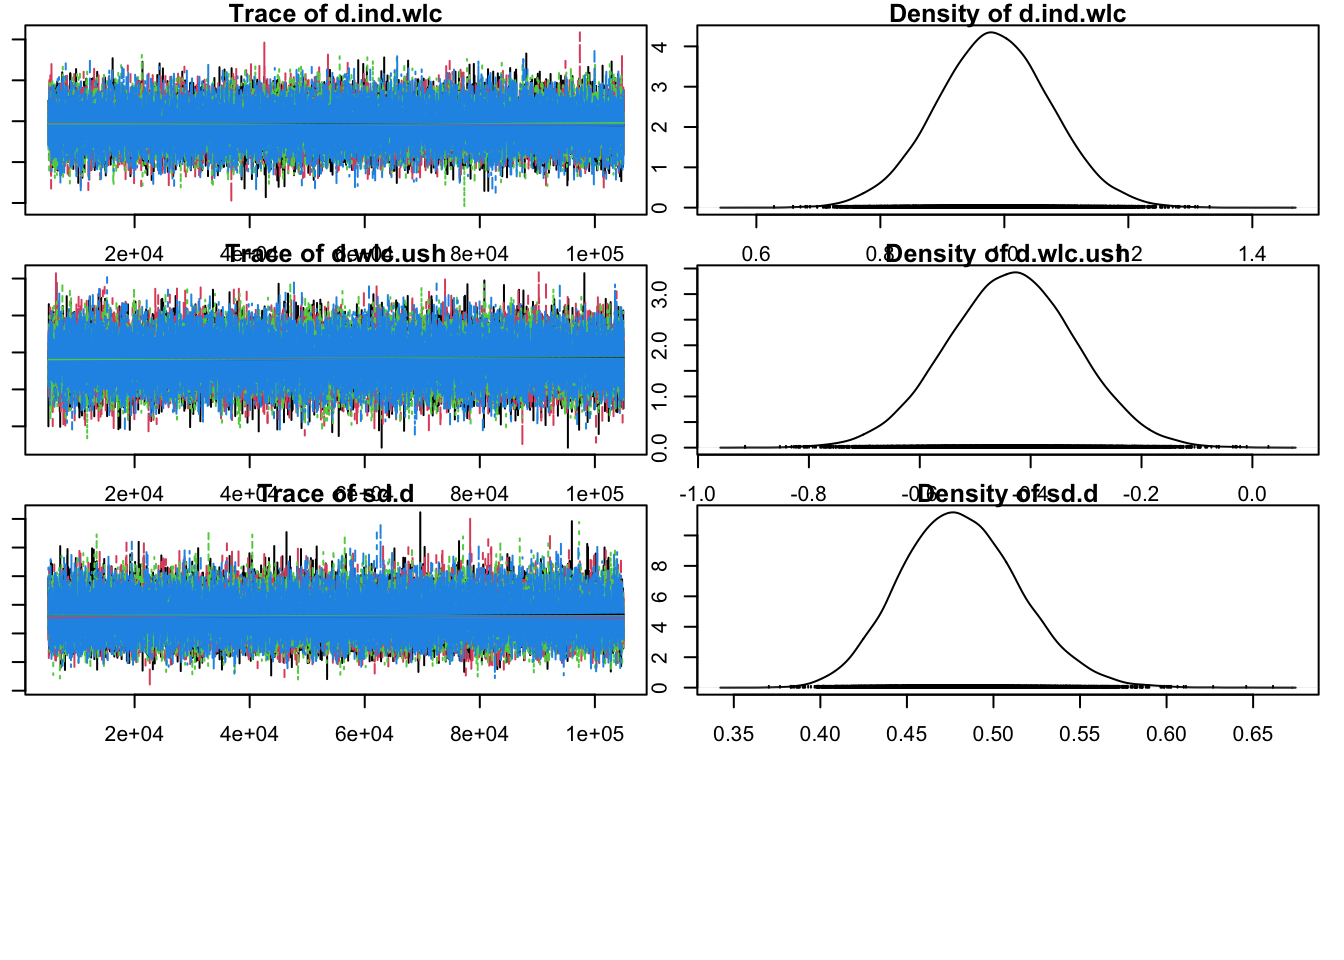 Trace of d.ind.wlc
Density of d.ind.wlc
0 1 2 3 4
2e+04 4e+04 6e+04 8e+04 1e+05
0.6 0.8 1.0 1.2 1.4
Trace of d.wlc.ush
Density of d.wlc.ush
0.0 1.0 2.0 3.0
2e+04 4e+04 6e+04 8e+04 1e+05
-1.0 -0.8 -0.6 -0.4 -0.2 0.0
Trace of sd.d
Density of sd.d
0 2 4 6 8
2e+04 4e+04 6e+04 8e+04 1e+05
0.35 0.40 0.45 0.50 0.55 0.60 0.65